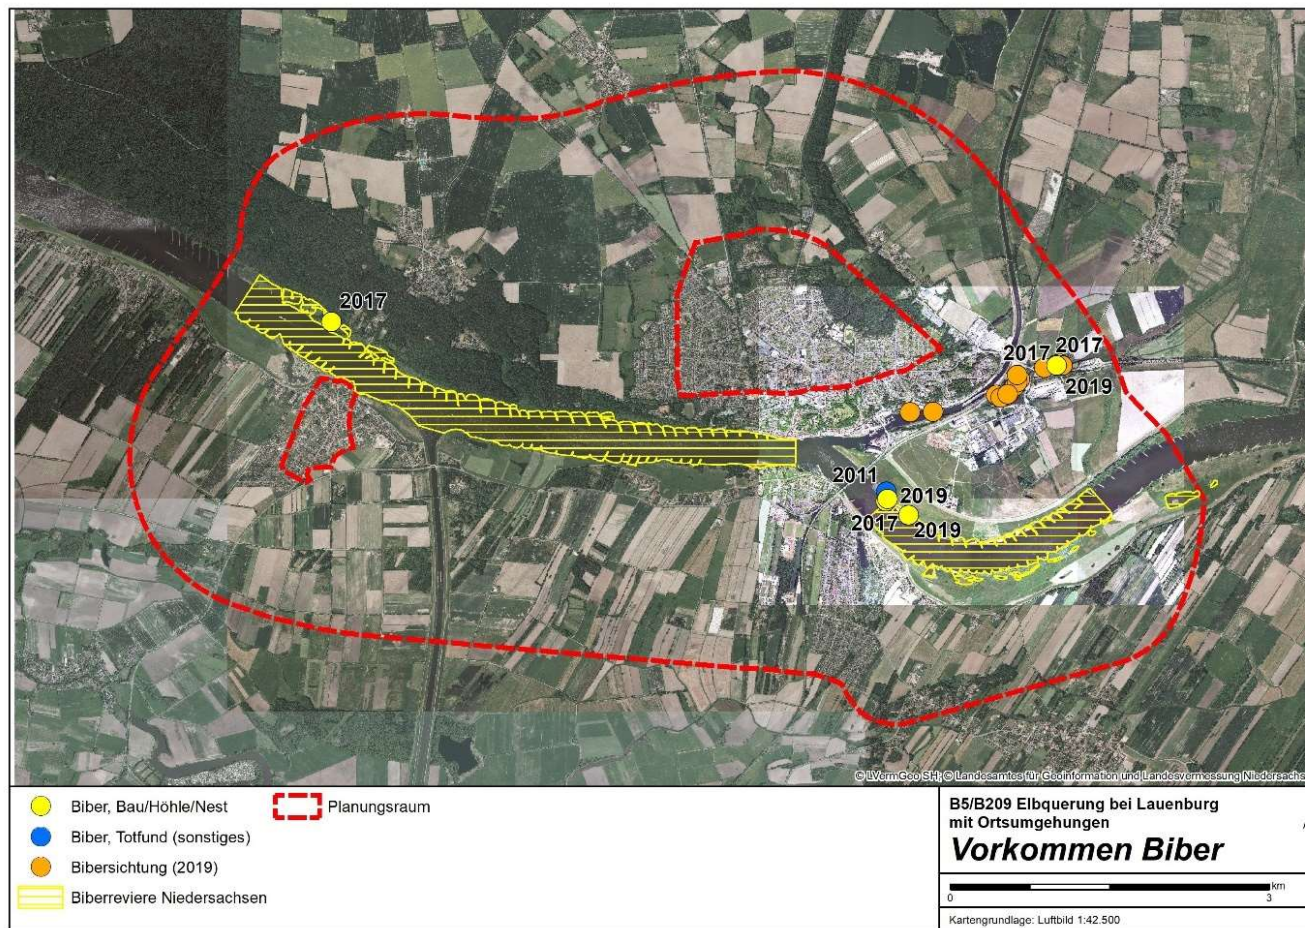 2017
2017
2017
2019
2011
2019
2017
2019
© LVermGeo SH; © Landesamtes für Geoinformation und Landesvermessung Niedersachs
Biber, Bau/Höhle/Nest
Planungsraum
Biber, Totfund (sonstiges)
Bibersichtung (2019)
Biberreviere Niedersachsen
B5/B209 Elbquerung bei Lauenburg
mit Ortsumgehungen
Vorkommen Biber
km
0 3
Kartengrundlage: Luftbild 1:42.500